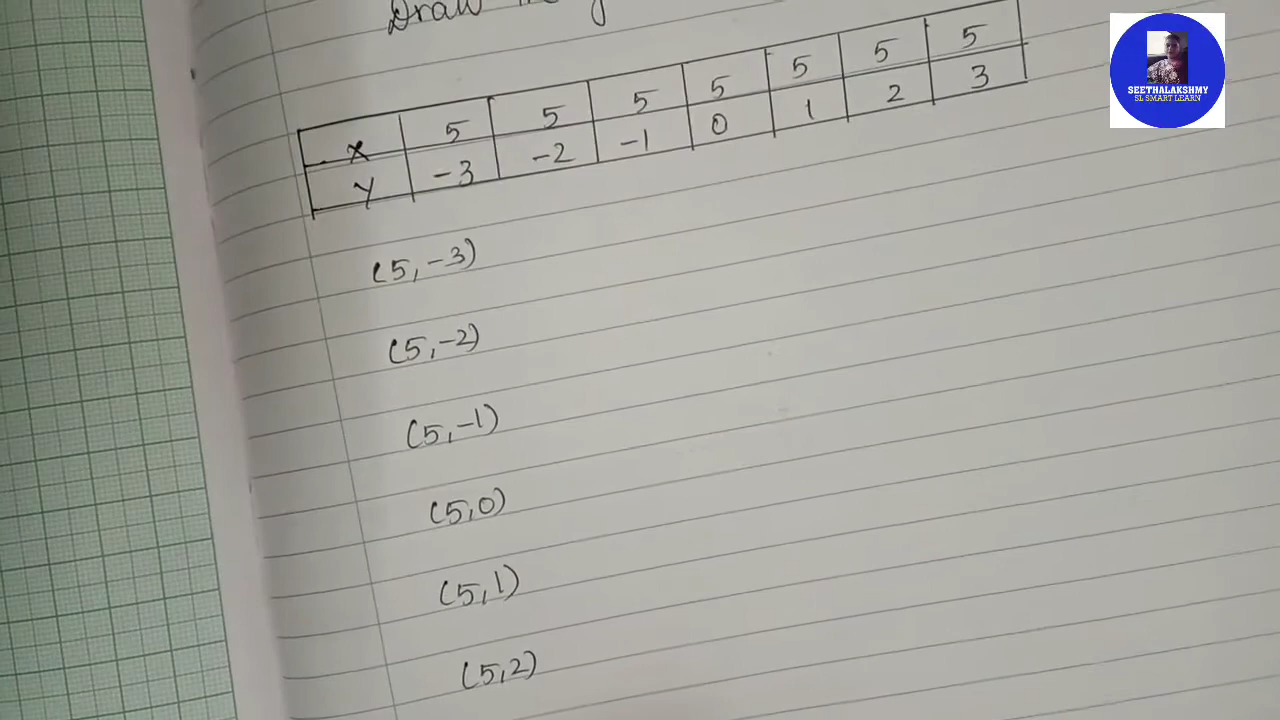 Draw
x 5 5 5 5 5 5 5
y -3 -2 -1 0 1 2 3
(5,-3)
(5,-2)
(5,-1)
(5,0)
(5,1)
(5,2)
SEETHALAKSHMY
SL SMART LEARN